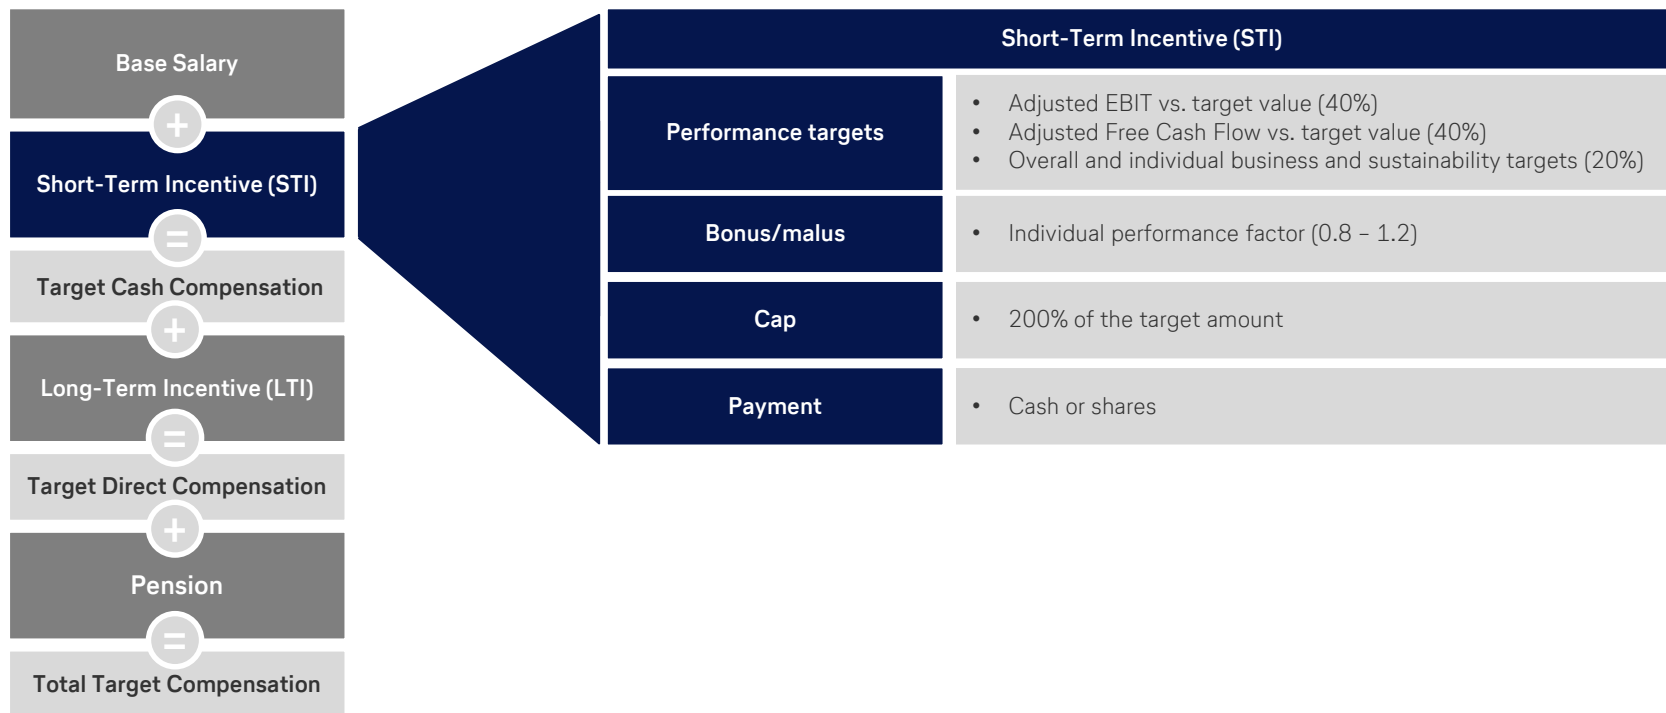 Base Salary
+
Short-Term Incentive (STI)
=
Target Cash Compensation
+
Long-Term Incentive (LTI)
=
Target Direct Compensation
+
Pension
=
Total Target Compensation
Short-Term Incentive (STI)
Performance targets
• Adjusted EBIT vs. target value (40%)
• Adjusted Free Cash Flow vs. target value (40%)
• Overall and individual business and sustainability targets (20%)
Bonus/malus
• Individual performance factor (0.8 – 1.2)
Cap
• 200% of the target amount
Payment
• Cash or shares